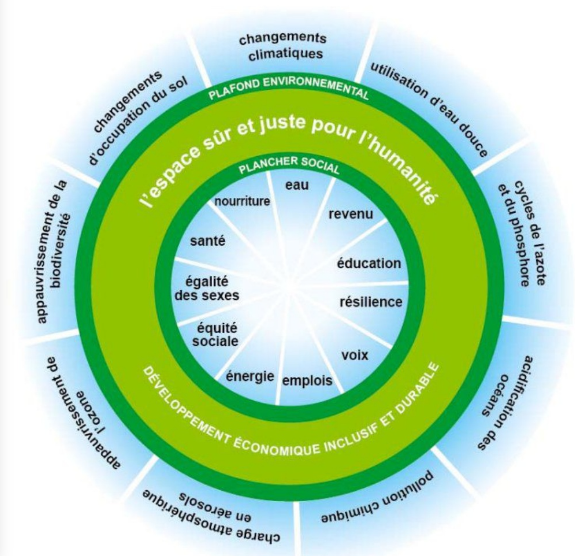 changements
climatiques
utilisation d'eau douce
cycles de l'azote
et du phosphore
acidification des
océans
pollution chimique
charge atmosphérique
en aérosols
appauvrissement de
l'ozone
appauvrissement de la
biodiversité
changements
d'occupation du sol
PLAFOND ENVIRONNEMENTAL
l'espace sûr et juste pour l'humanité
PLANCHER SOCIAL
eau
revenu
éducation
résilience
voix
emplois
énergie
équité
sociale
égalité
des sexes
santé
nourriture
DÉVELOPPEMENT ÉCONOMIQUE INCLUSIF ET DURABLE